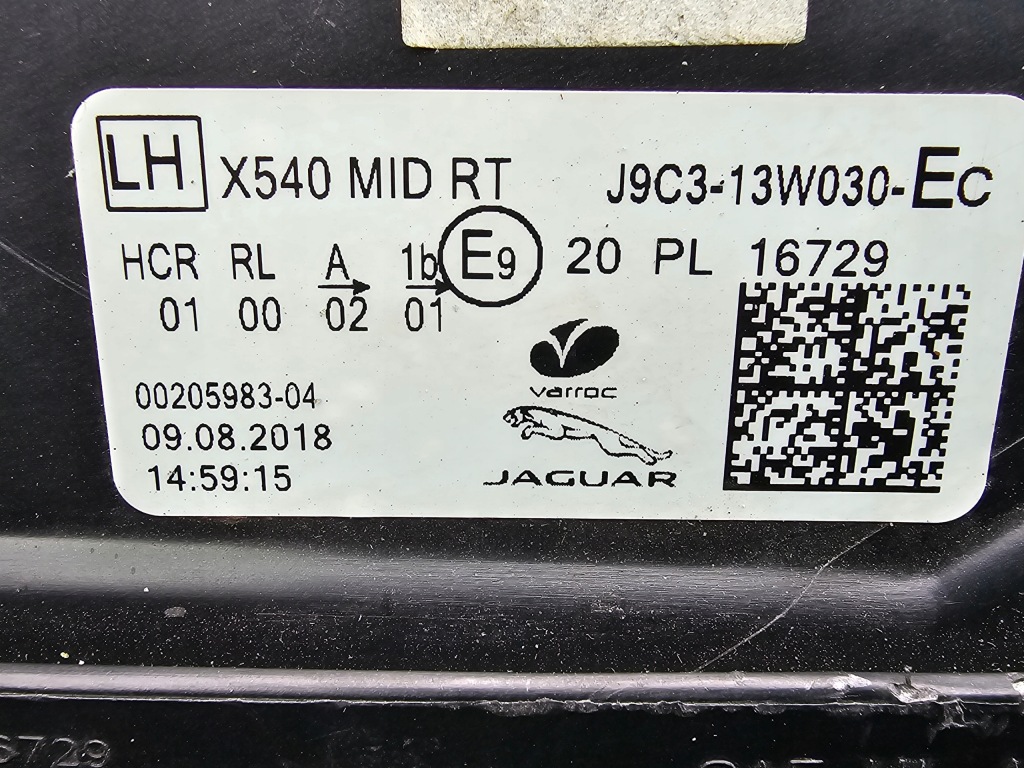 LH X540 MID RT J9C3-13W030-EC
HCR RL A 1b E9 20 PL 16729
01 00 02 01
varroc
00205983-04
09.08.2018
JAGUAR
14:59:15
6729